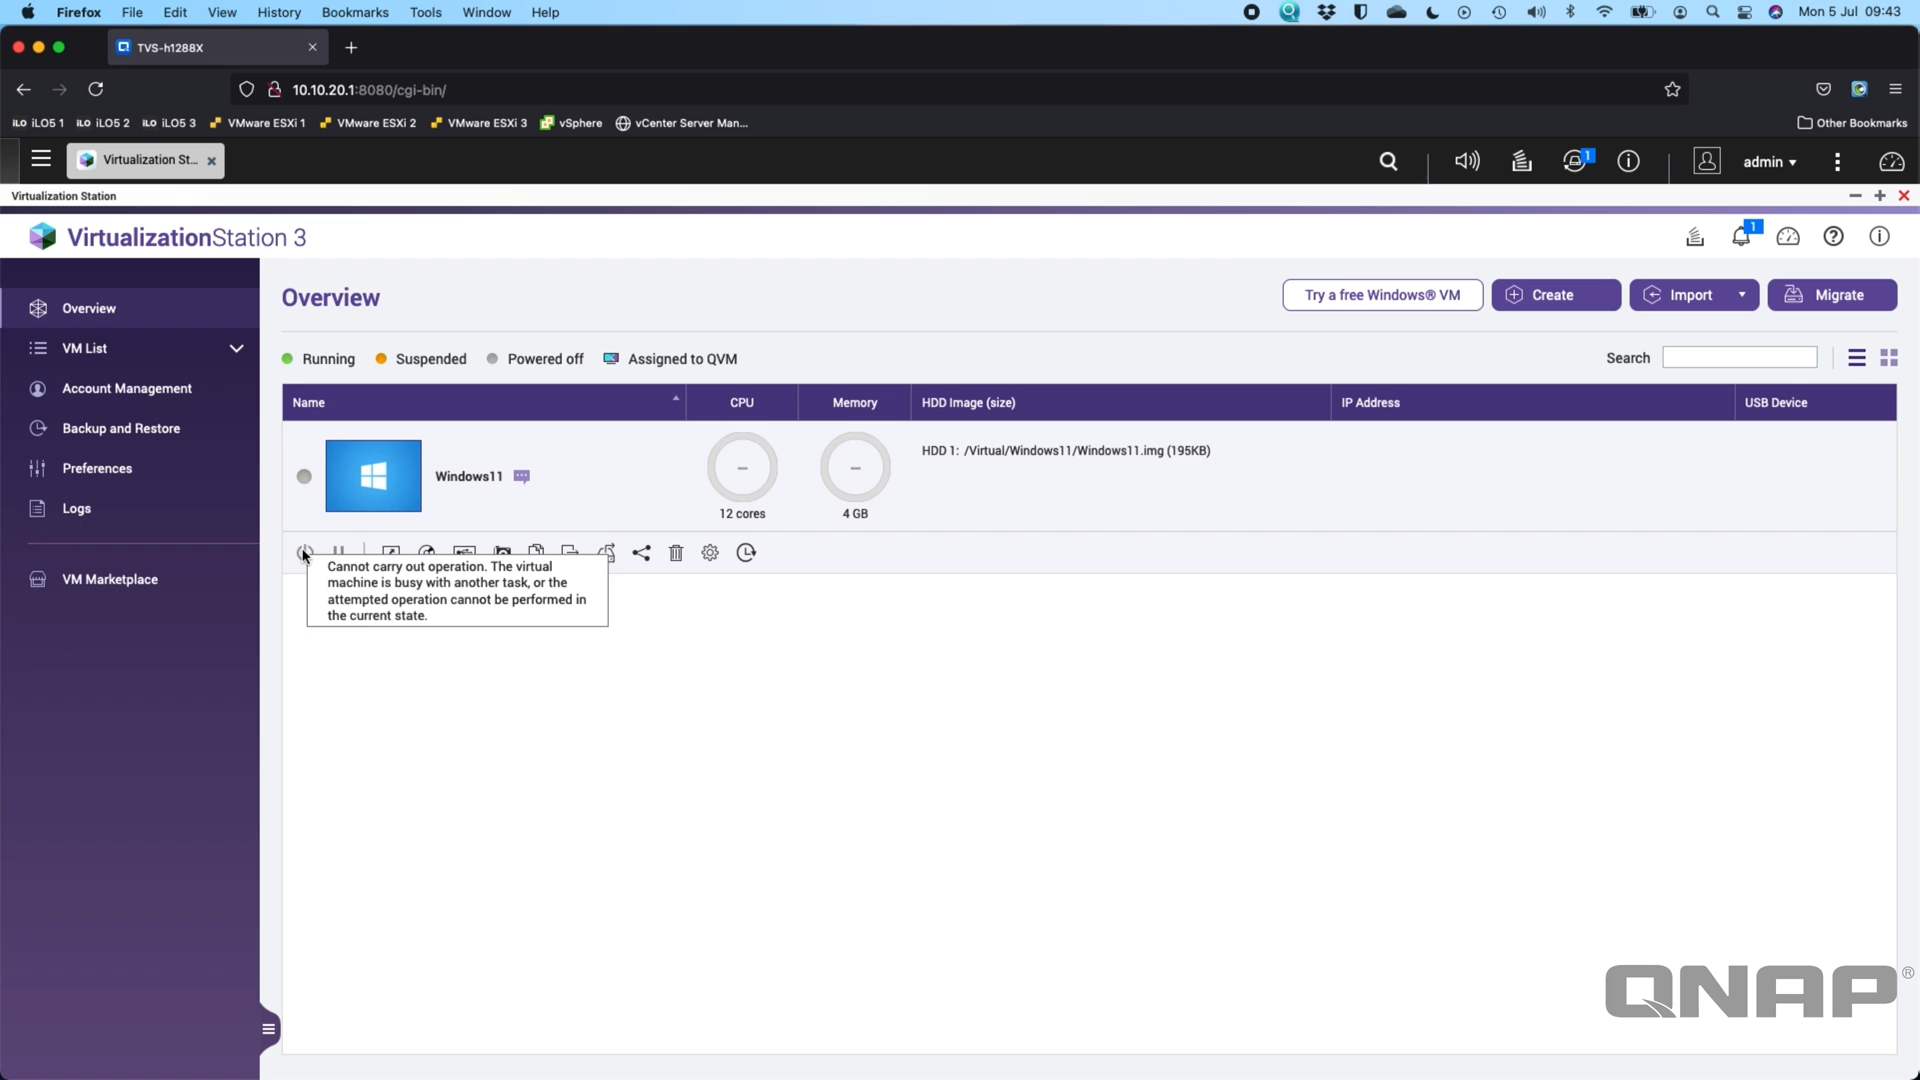 Firefox File Edit View History Bookmarks Tools Window Help Mon 5 Jul 09:43
TVS-h1288X
10.10.20.1:8080/cgi-bin/
iLO iLO5 1 iLO iLO5 2 iLO iLO5 3 VMware ESXi 1 VMware ESXi 2 VMware ESXi 3 vSphere vCenter Server Man... Other Bookmarks
Virtualization St... 1 admin
Virtualization Station
VirtualizationStation 3 1
Overview
VM List
Account Management
Backup and Restore
Preferences
Logs
VM Marketplace
Overview Try a free Windows® VM Create Import Migrate
Running Suspended Powered off Assigned to QVM Search
Name CPU Memory HDD Image (size) IP Address USB Device
Windows11 HDD 1: /Virtual/Windows11/Windows11.img (195KB)
12 cores 4 GB
Cannot carry out operation. The virtual
machine is busy with another task, or the
attempted operation cannot be performed in
the current state.
QNAP®